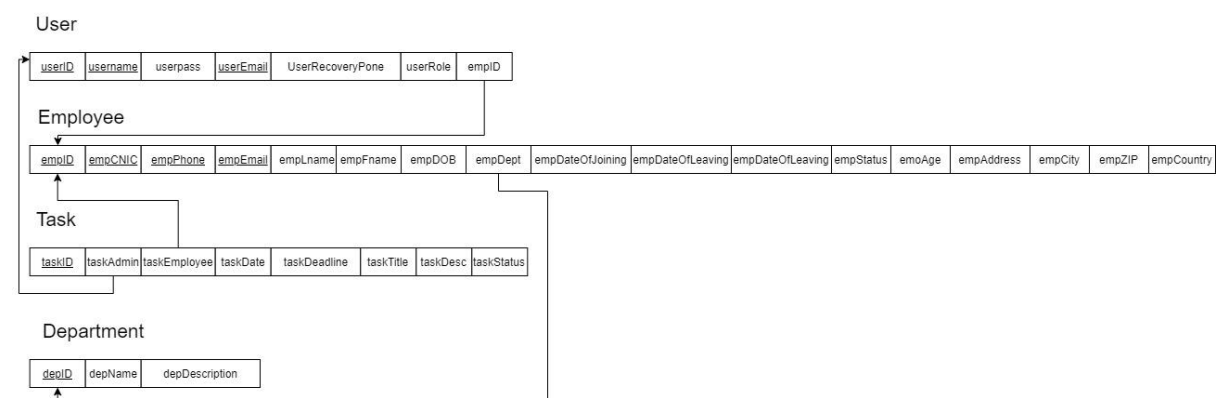 User
userID username userpass userEmail UserRecoveryPone userRole empID
Employee
empID empCNIC empPhone empEmail empLname empFname empDOB empDept empDateOfJoining empDateOfLeaving empDateOfLeaving empStatus emoAge empAddress empCity empZIP empCountry
Task
taskID taskAdmin taskEmployee taskDate taskDeadline taskTitle taskDesc taskStatus
Department
depID depName depDescription